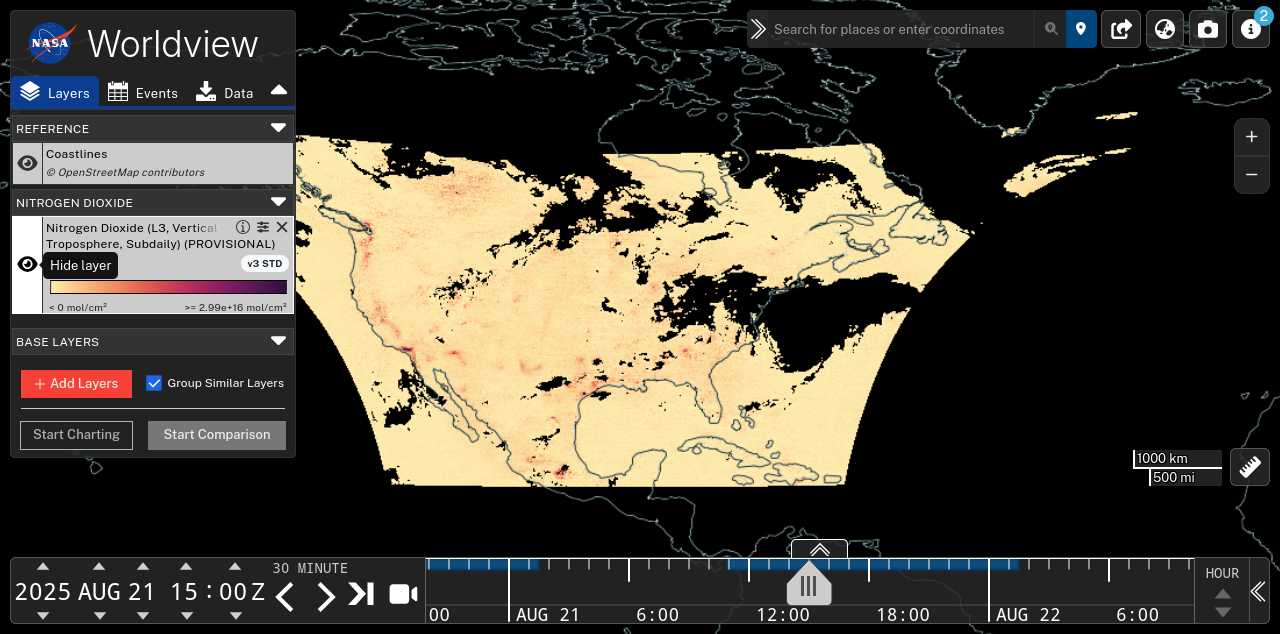 NASA Worldview
Search for places or enter coordinates
2
Layers Events Data
REFERENCE
Coastlines
© OpenStreetMap contributors
NITROGEN DIOXIDE
Nitrogen Dioxide (L3, Vertical
Troposphere, Subdaily) (PROVISIONAL)
Hide layer
v3 STD
< 0 mol/cm² >= 2.99e+16 mol/cm²
BASE LAYERS
+ Add Layers Group Similar Layers
Start Charting Start Comparison
+
−
1000 km
500 mi
30 MINUTE
2025 AUG 21 15 : 00 Z
00 AUG 21 6:00 12:00 18:00 AUG 22 6:00
HOUR